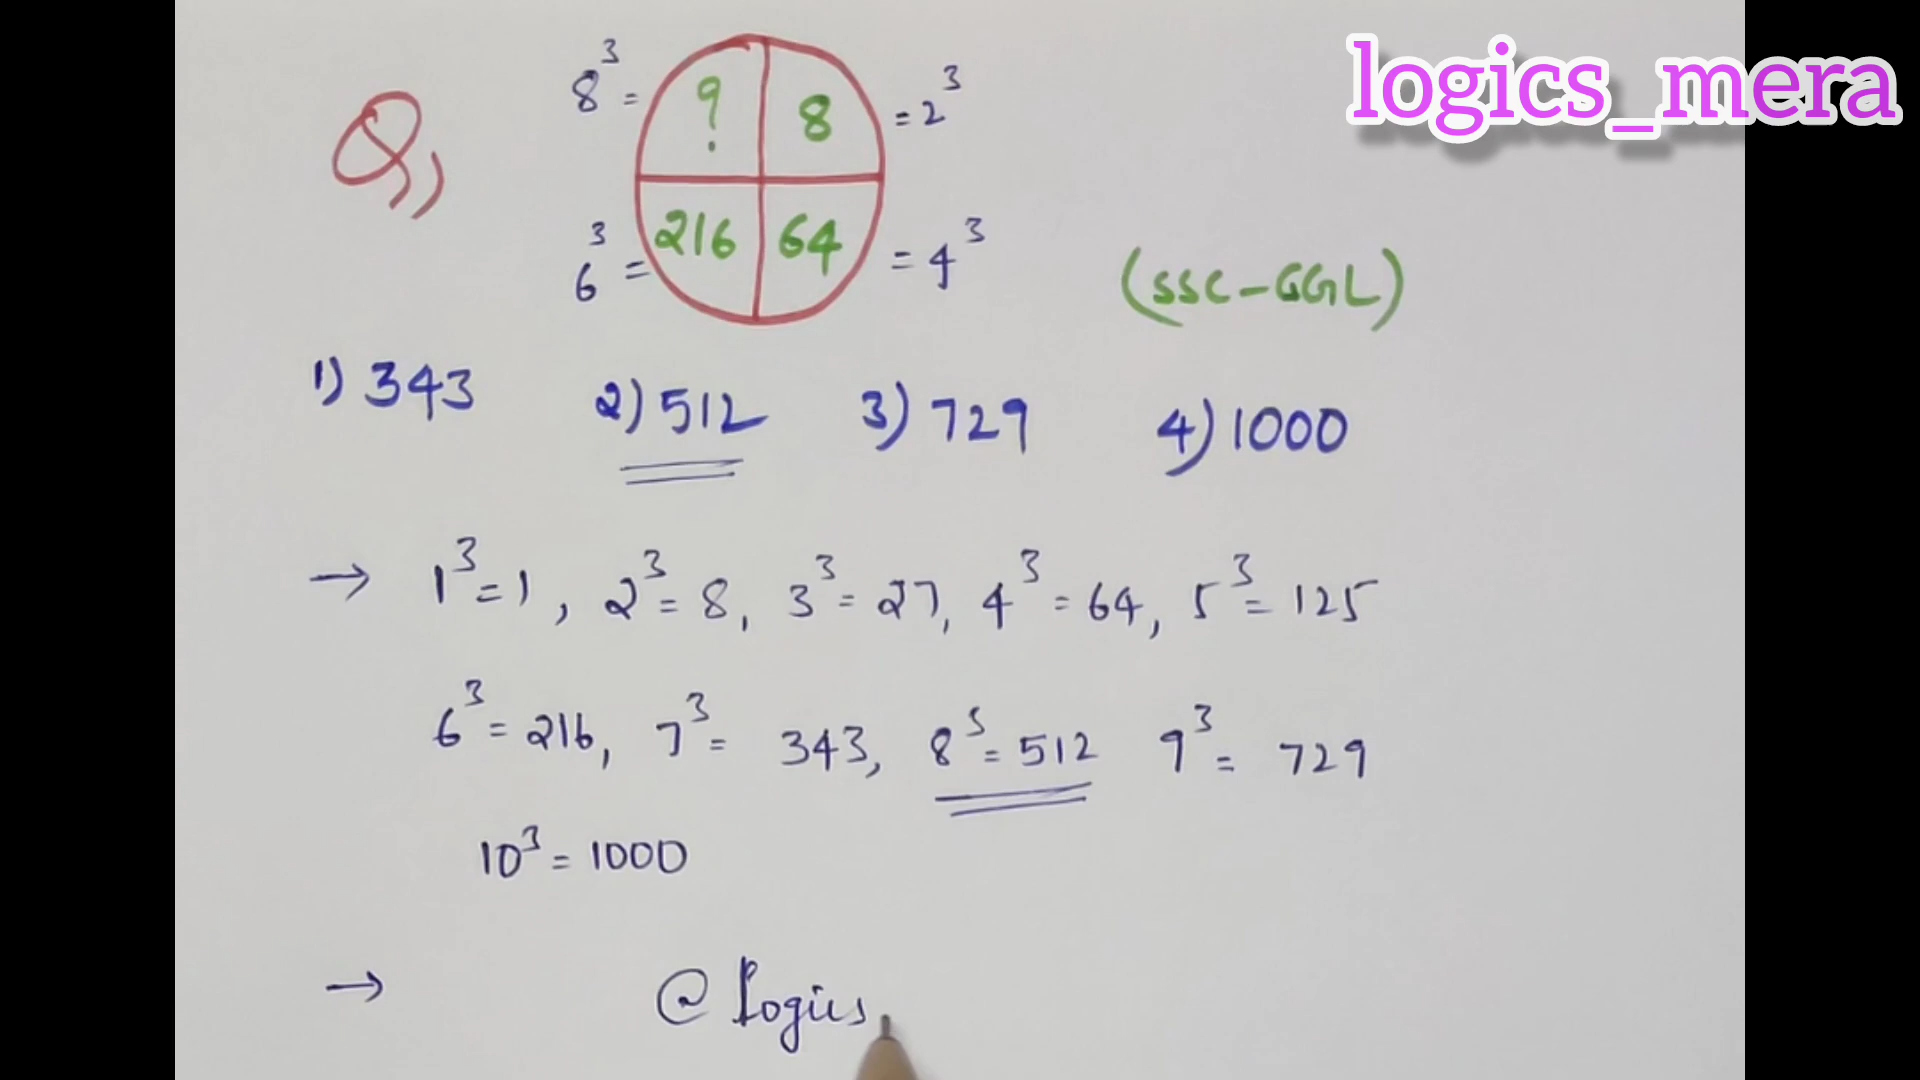 logics_mera
Q1)
8³ = ? 8 = 2³
6³ = 216 64 = 4³
(SSC-CGL)
1) 343 2) 512 3) 729 4) 1000
→ 1³ = 1, 2³ = 8, 3³ = 27, 4³ = 64, 5³ = 125
6³ = 216, 7³ = 343, 8³ = 512 9³ = 729
10³ = 1000
→ @logics